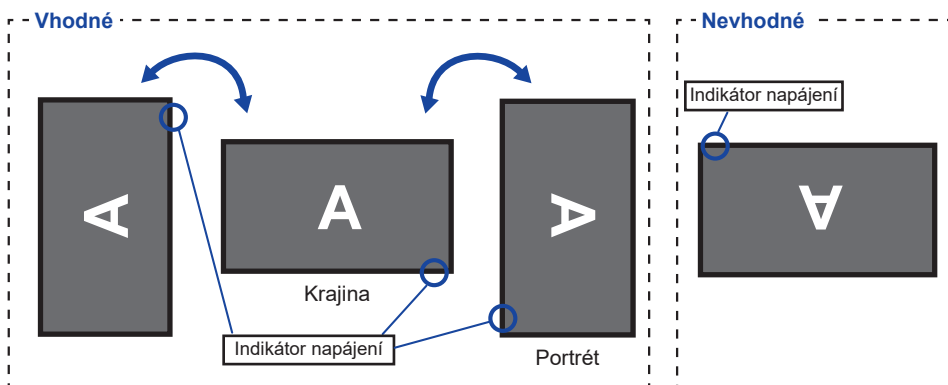 Vhodné
Nevhodné
Indikátor napájení
A
A
A
A
Krajina
Indikátor napájení
Portrét